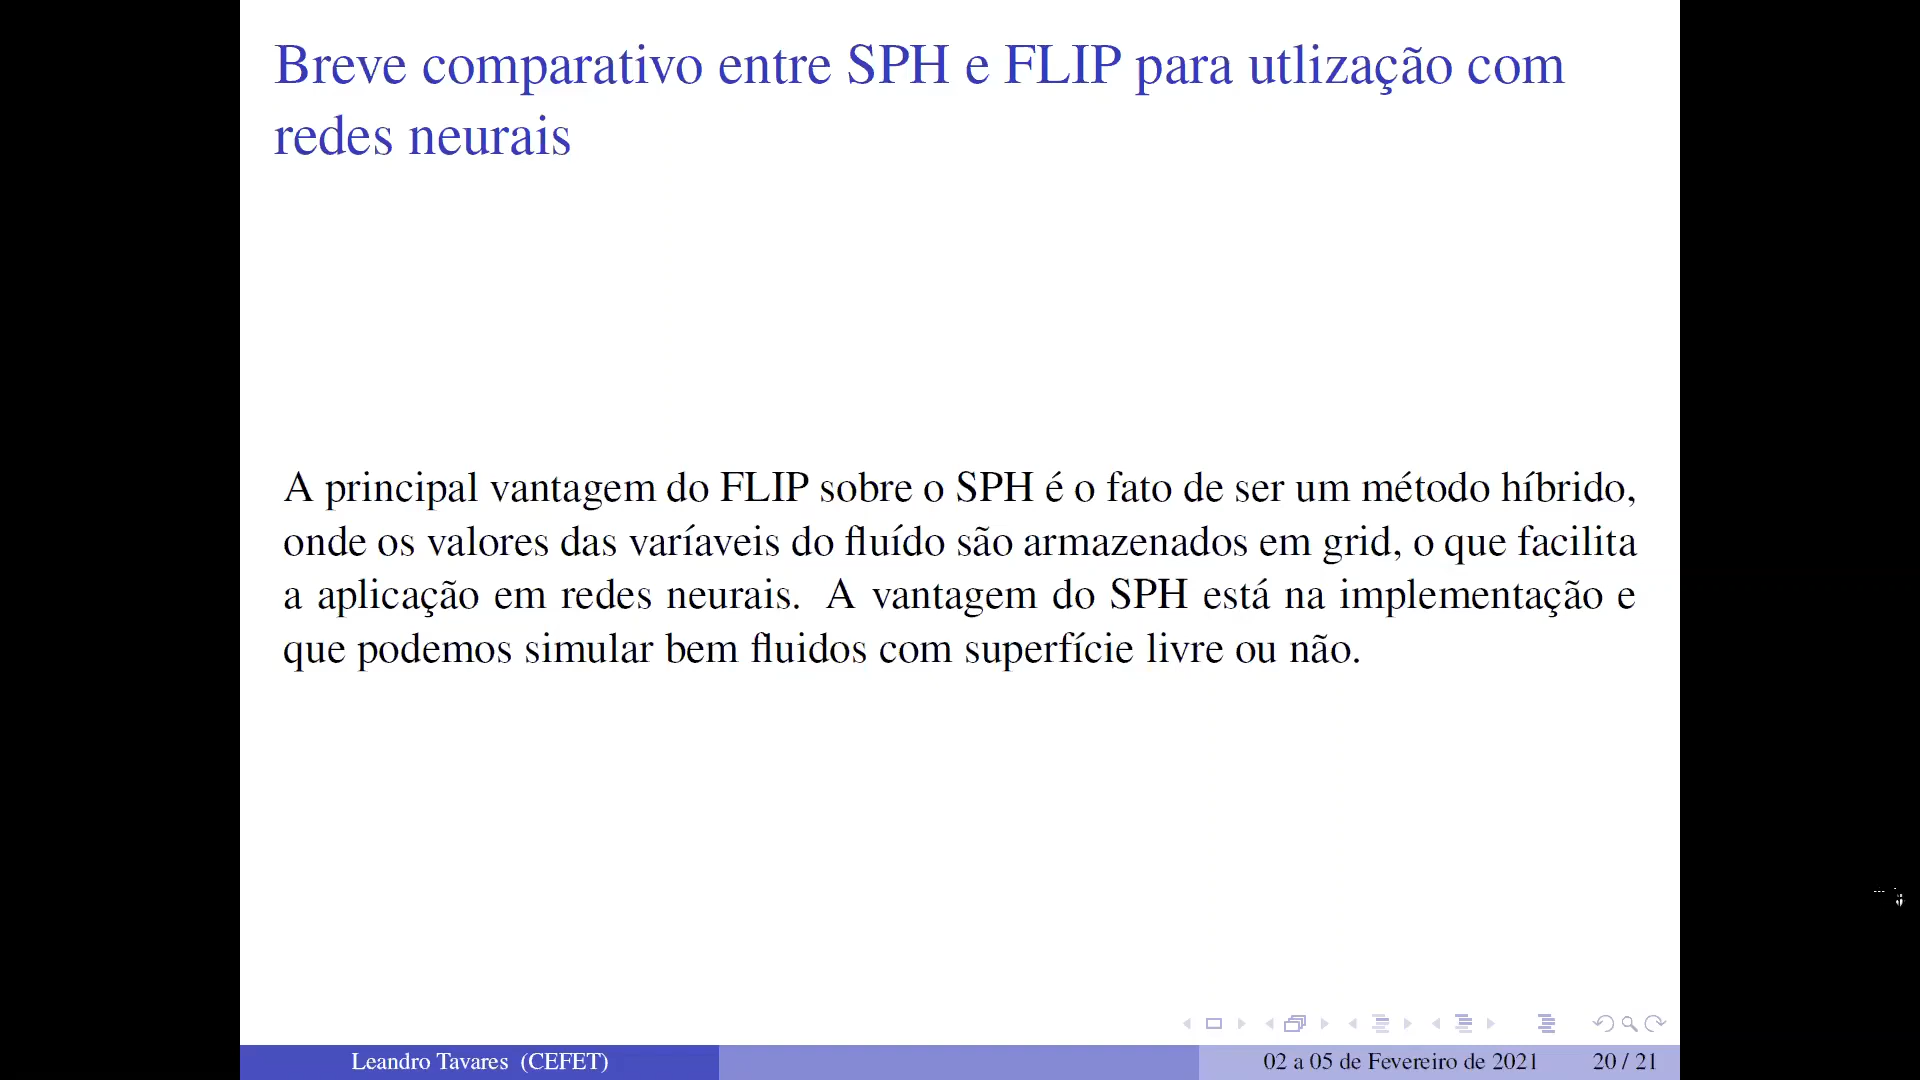 Breve comparativo entre SPH e FLIP para utlização com
redes neurais
A principal vantagem do FLIP sobre o SPH é o fato de ser um método híbrido,
onde os valores das varíaveis do fluído são armazenados em grid, o que facilita
a aplicação em redes neurais. A vantagem do SPH está na implementação e
que podemos simular bem fluidos com superfície livre ou não.
Leandro Tavares (CEFET)
02 a 05 de Fevereiro de 2021
20 / 21